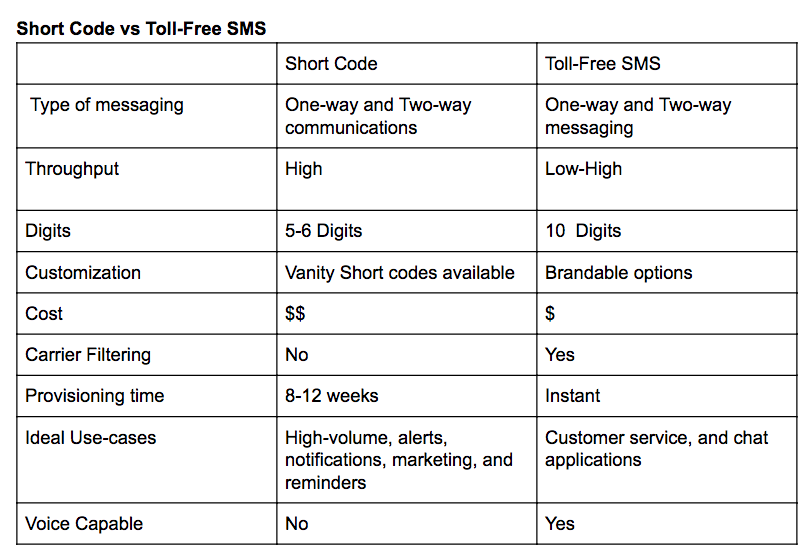 Short Code vs Toll-Free SMS
Short Code Toll-Free SMS
Type of messaging One-way and Two-way One-way and Two-way
communications messaging
Throughput High Low-High
Digits 5-6 Digits 10 Digits
Customization Vanity Short codes available Brandable options
Cost $$ $
Carrier Filtering No Yes
Provisioning time 8-12 weeks Instant
Ideal Use-cases High-volume, alerts, Customer service, and chat
notifications, marketing, and applications
reminders
Voice Capable No Yes